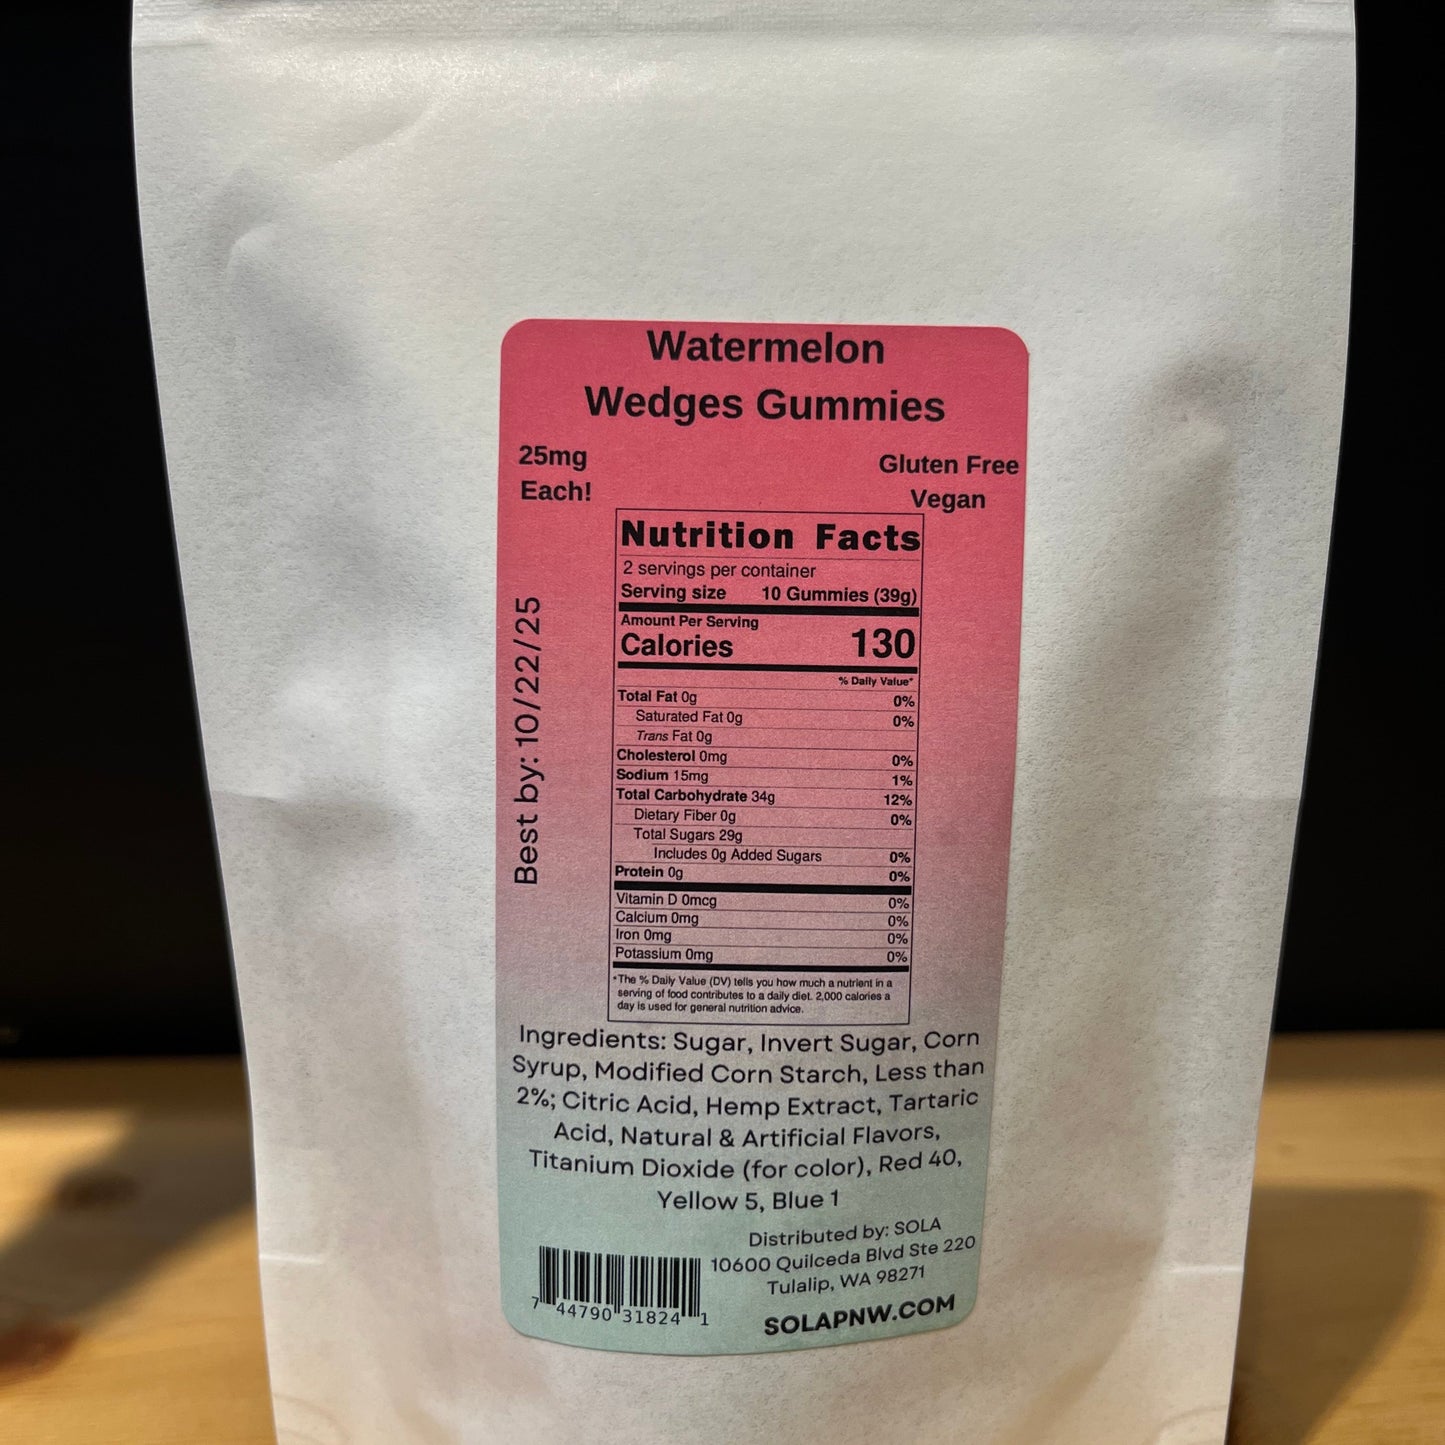 Watermelon
Wedges Gummies
25mg
Each!
Gluten Free
Vegan
Best by: 10/22/25
Nutrition Facts
2 servings per container
Serving size 10 Gummies (39g)
Amount Per Serving
Calories 130
% Daily Value*
Total Fat 0g 0%
Saturated Fat 0g 0%
Trans Fat 0g
Cholesterol 0mg 0%
Sodium 15mg 1%
Total Carbohydrate 34g 12%
Dietary Fiber 0g 0%
Total Sugars 29g
Includes 0g Added Sugars 0%
Protein 0g 0%
Vitamin D 0mcg 0%
Calcium 0mg 0%
Iron 0mg 0%
Potassium 0mg 0%
*The % Daily Value (DV) tells you how much a nutrient in a
serving of food contributes to a daily diet. 2,000 calories a
day is used for general nutrition advice.
Ingredients: Sugar, Invert Sugar, Corn
Syrup, Modified Corn Starch, Less than
2%; Citric Acid, Hemp Extract, Tartaric
Acid, Natural & Artificial Flavors,
Titanium Dioxide (for color), Red 40,
Yellow 5, Blue 1
Distributed by: SOLA
10600 Quilceda Blvd Ste 220
Tulalip, WA 98271
SOLAPNW.COM
7 44790 31824 1